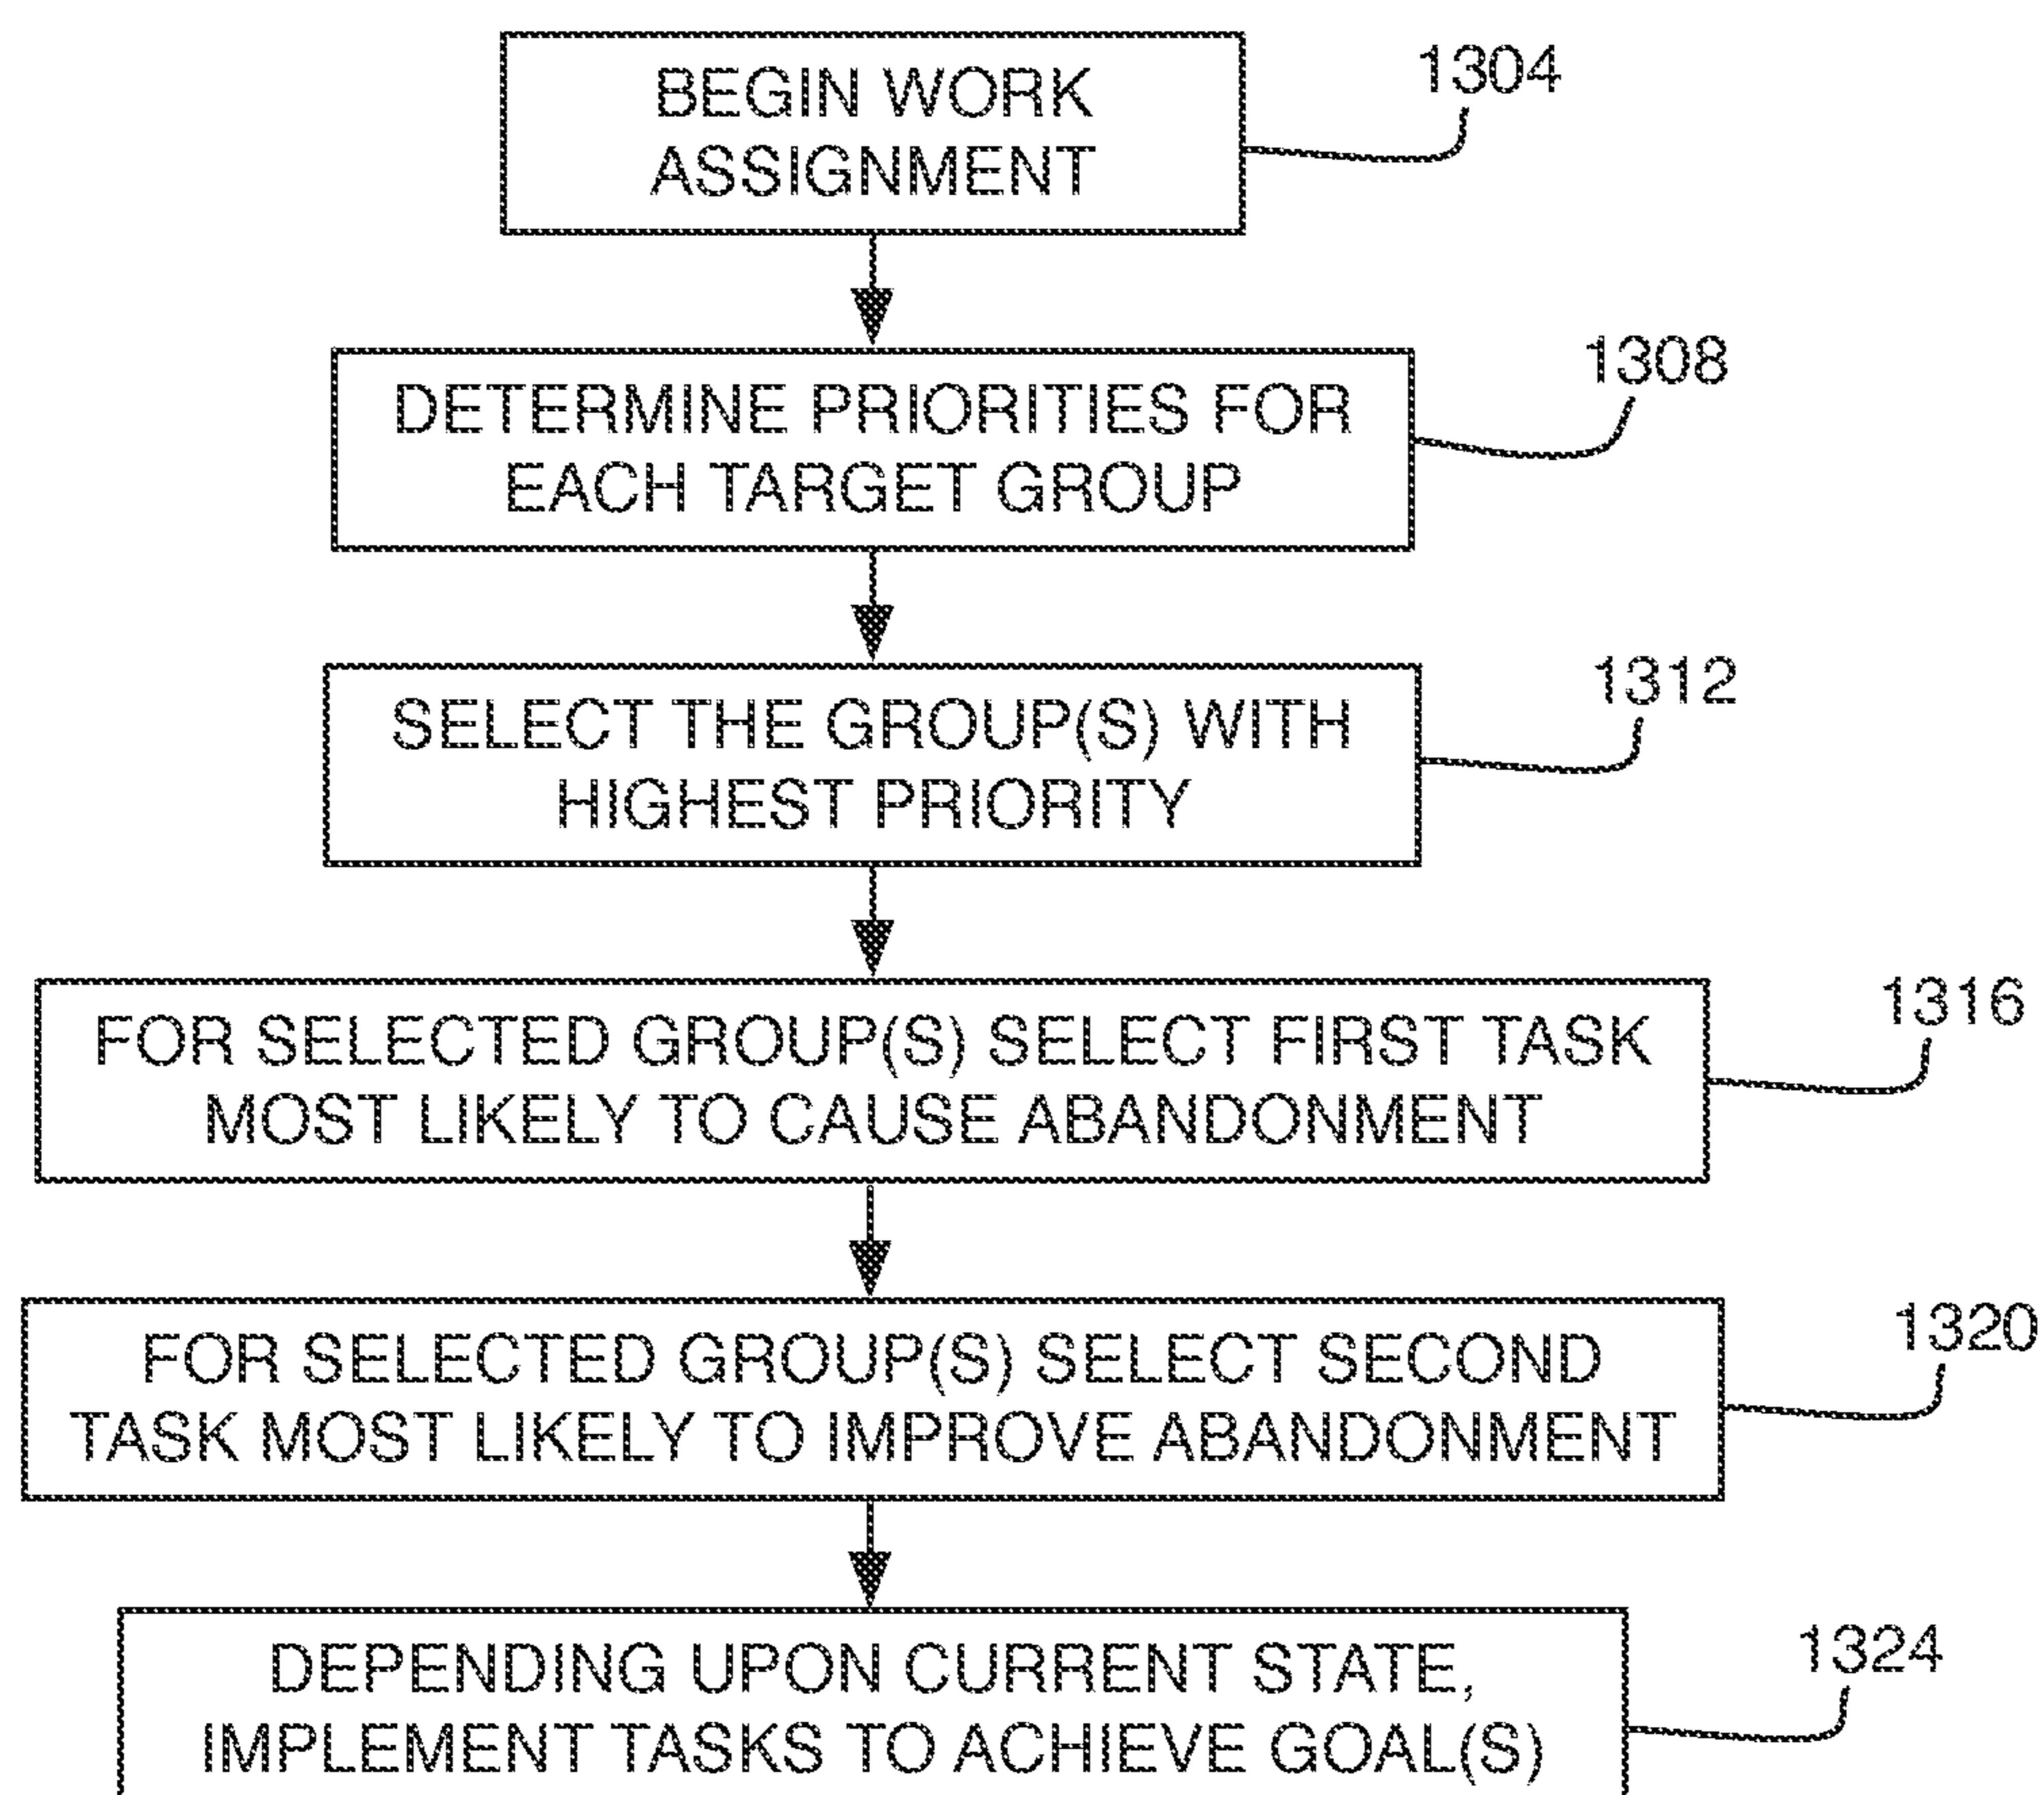 BEGIN WORK
ASSIGNMENT
1304
DETERMINE PRIORITIES FOR
EACH TARGET GROUP
1308
SELECT THE GROUP(S) WITH
HIGHEST PRIORITY
1312
FOR SELECTED GROUP(S) SELECT FIRST TASK
MOST LIKELY TO CAUSE ABANDONMENT
1316
FOR SELECTED GROUP(S) SELECT SECOND
TASK MOST LIKELY TO IMPROVE ABANDONMENT
1320
DEPENDING UPON CURRENT STATE,
IMPLEMENT TASKS TO ACHIEVE GOAL(S)
1324